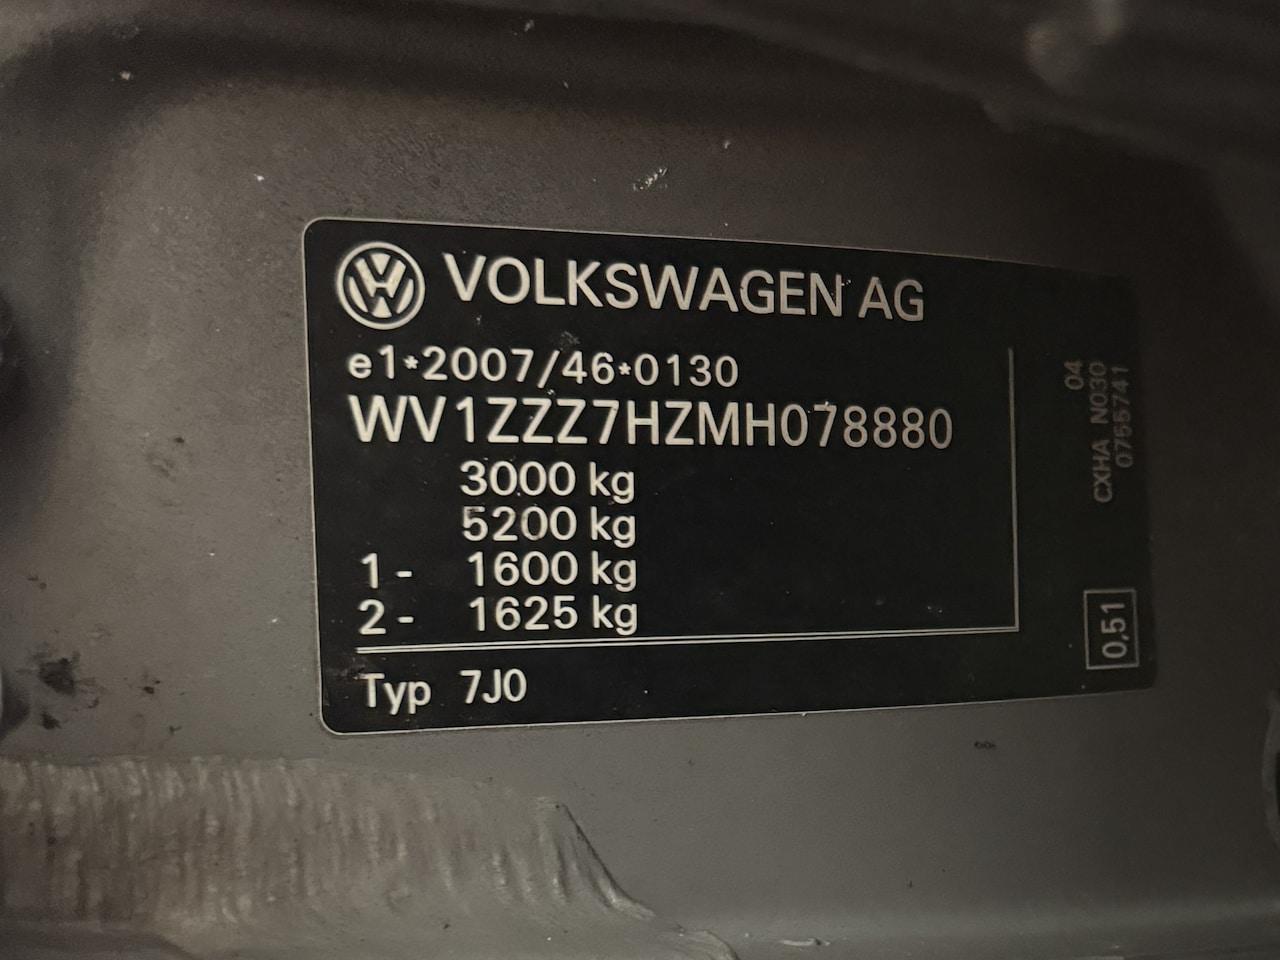 VOLKSWAGEN AG
e1*2007/46*0130
WV1ZZZ7HZMH078880
3000 kg
5200 kg
1- 1600 kg
2- 1625 kg
Typ 7J0
04
CXHA N030
0755741
0,51